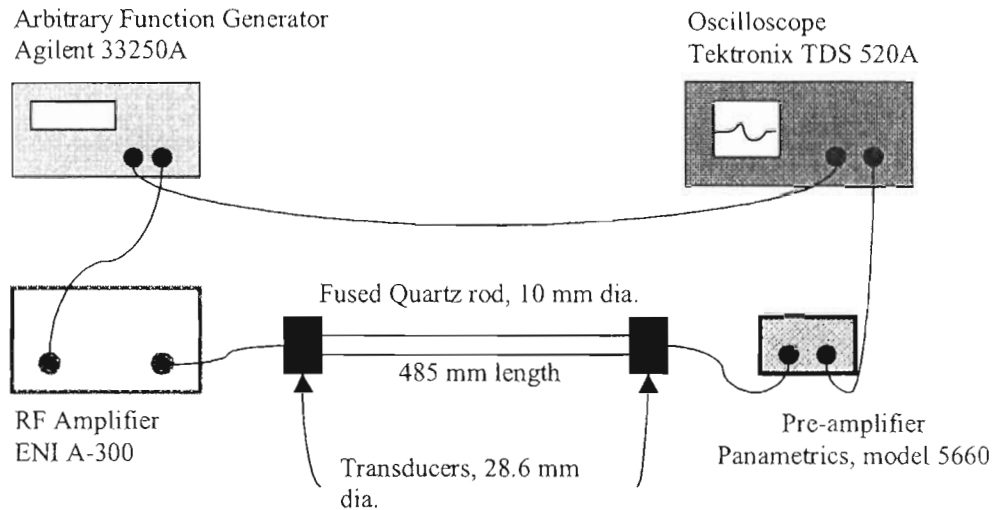 Arbitrary Function Generator
Agilent 33250A
Oscilloscope
Tektronix TDS 520A
Fused Quartz rod, 10 mm dia.
485 mm length
RF Amplifier
ENI A-300
Transducers, 28.6 mm
dia.
Pre-amplifier
Panametrics, model 5660